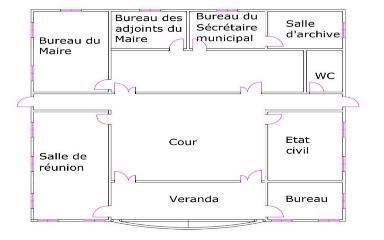 Bureau du
Maire
Bureau des
adjoints du
Maire
Bureau du
Sécrétaire
municipal
Salle
d'archive
WC
Cour
Etat
civil
Salle de
réunion
Veranda
Bureau